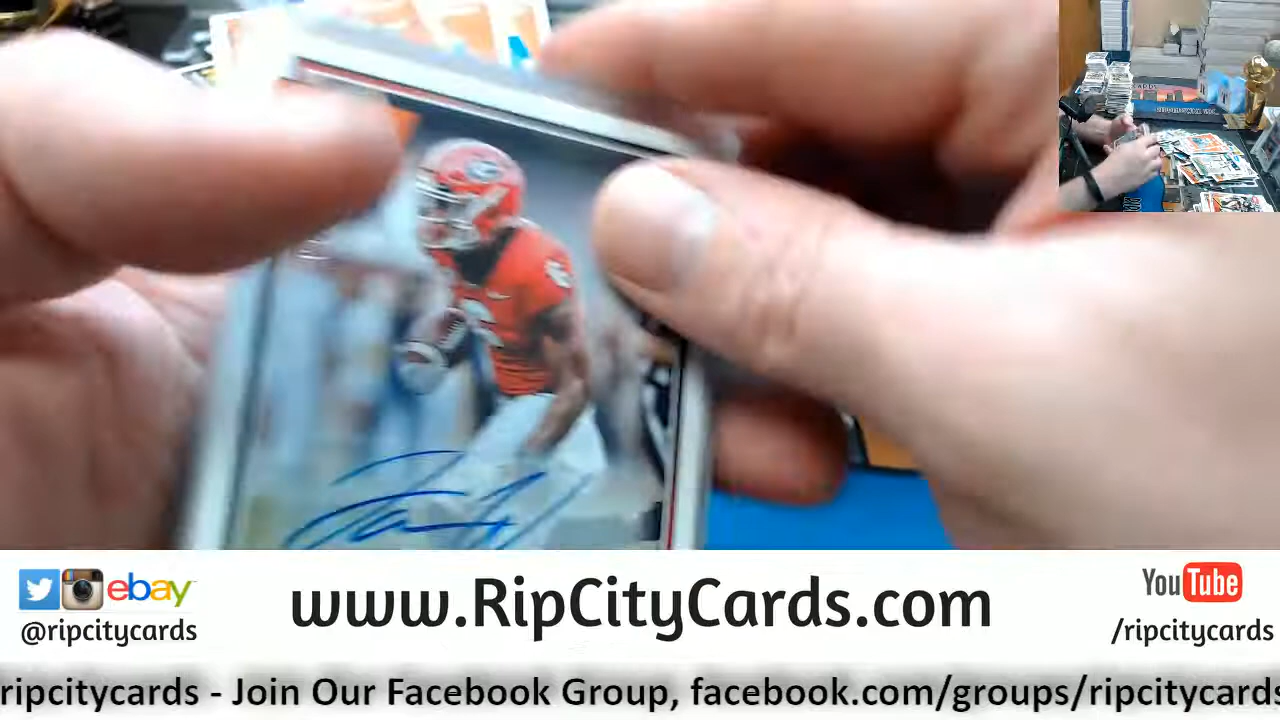 G
ebay
@ripcitycards
www.RipCityCards.com
YouTube
/ripcitycards
ripcitycards - Join Our Facebook Group, facebook.com/groups/ripcitycards